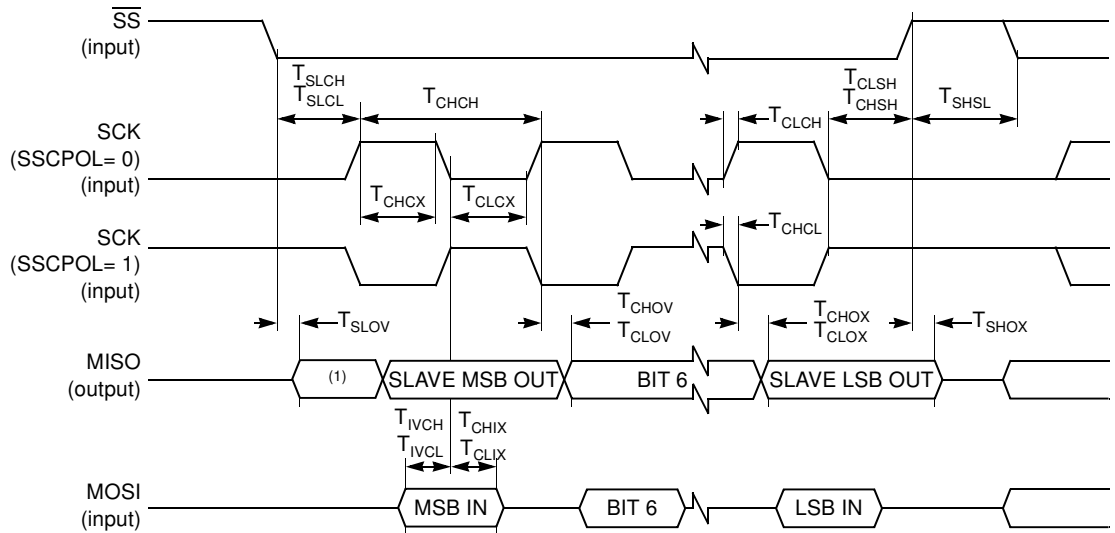 SS
(input)
TSLCH
TSLCL
TCHCH
TCLCH
TCLSH
TCHSH
TSHSL
SCK
(SSCPOL= 0)
(input)
TCHCX
TCLCX
TCHCL
SCK
(SSCPOL= 1)
(input)
TSLOV
TCHOV
TCLOV
TCHOX
TCLOX
TSHOX
MISO
(output)
(1)
SLAVE MSB OUT
BIT 6
SLAVE LSB OUT
TIVCH
TIVCL
TCHIX
TCLIX
MOSI
(input)
MSB IN
BIT 6
LSB IN